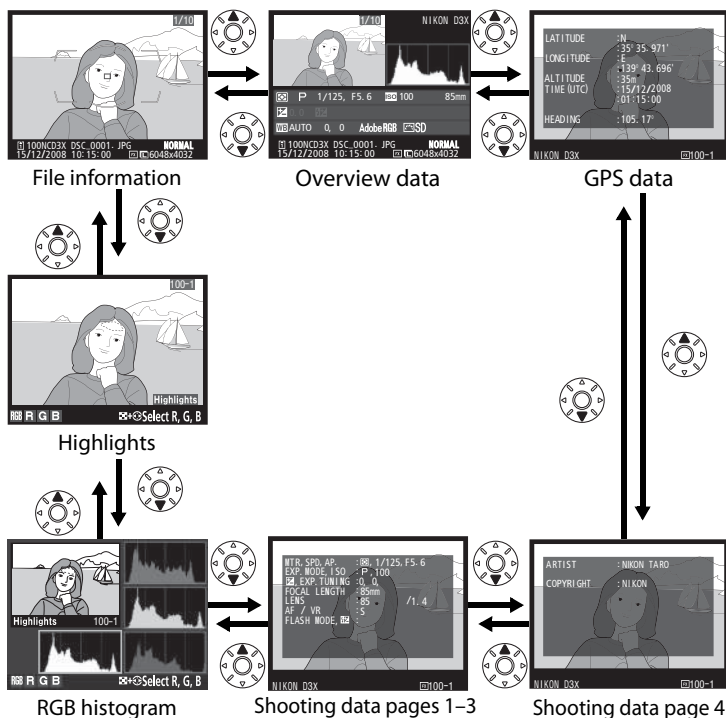 1/10
100NCD3X DSC_0001. JPG NORMAL
15/12/2008 10:15:00 FX 6048x4032
File information
1/10 NIKON D3X
P 1/125, F5. 6 ISO 100 85mm
0. 0
WB AUTO 0, 0 AdobeRGB SD
100NCD3X DSC_0001. JPG NORMAL
15/12/2008 10:15:00 FX 6048x4032
Overview data
LATITUDE :N
:35° 35. 971'
LONGITUDE :E
:139° 43. 696'
ALTITUDE :35m
TIME (UTC) :15/12/2008
:01:15:00
HEADING :105. 17°
NIKON D3X 100-1
GPS data
100-1
Highlights
RGB R G B Select R, G, B
Highlights
Highlights 100-1
RGB R G B Select R, G, B
RGB histogram
MTR, SPD, AP. : , 1/125, F5. 6
EXP. MODE, ISO : P, 100
, EXP. TUNING :0. 0,
FOCAL LENGTH :85mm
LENS :85 /1. 4
AF / VR :S
FLASH MODE, :
NIKON D3X 100-1
Shooting data pages 1–3
ARTIST :NIKON TARO
COPYRIGHT :NIKON
NIKON D3X 100-1
Shooting data page 4